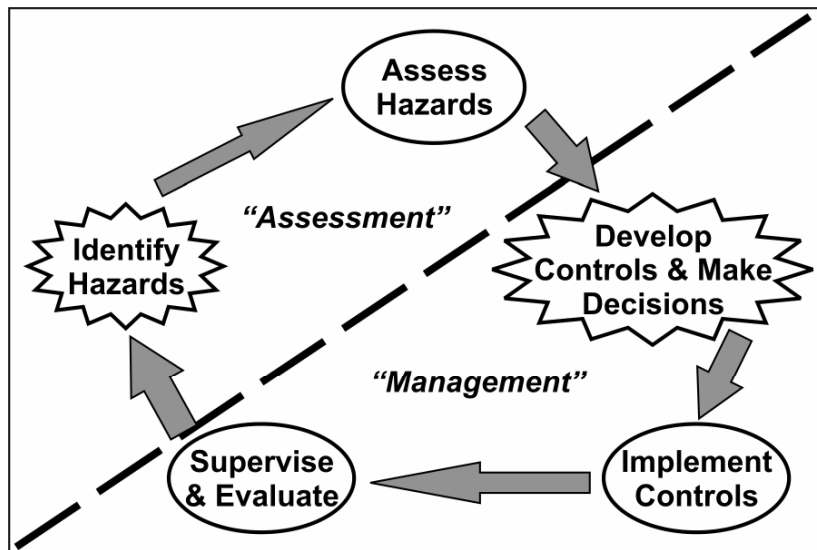 Assess
Hazards
"Assessment"
Identify
Hazards
Develop
Controls & Make
Decisions
"Management"
Supervise
& Evaluate
Implement
Controls